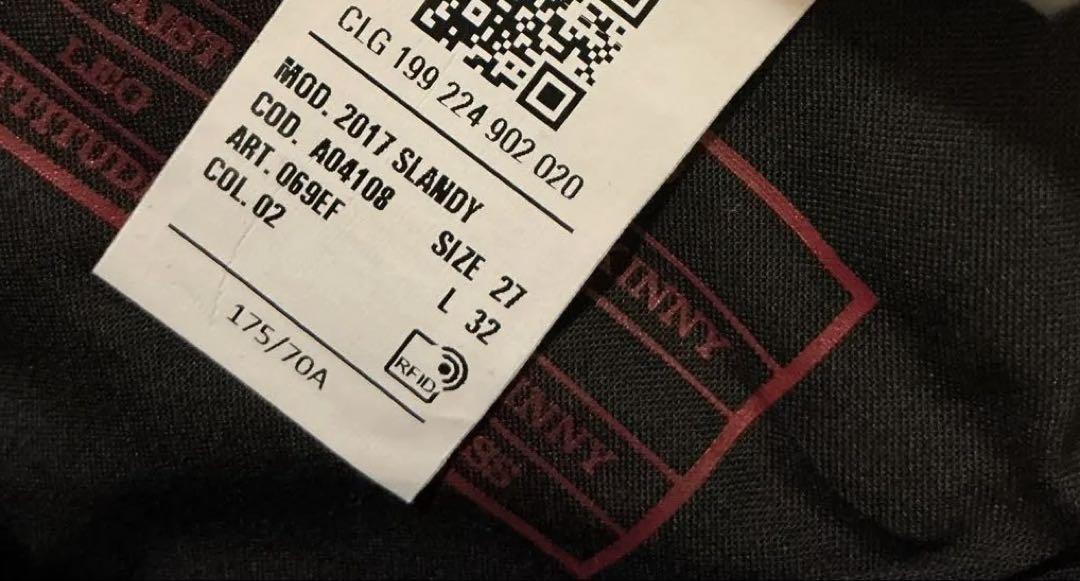 CLG 199 224 902 020
MOD. 2017 SLANDY
COD. A04108
ART. 069EF
COL. 02
SIZE 27
L 32
RFID
175/70A
LEG